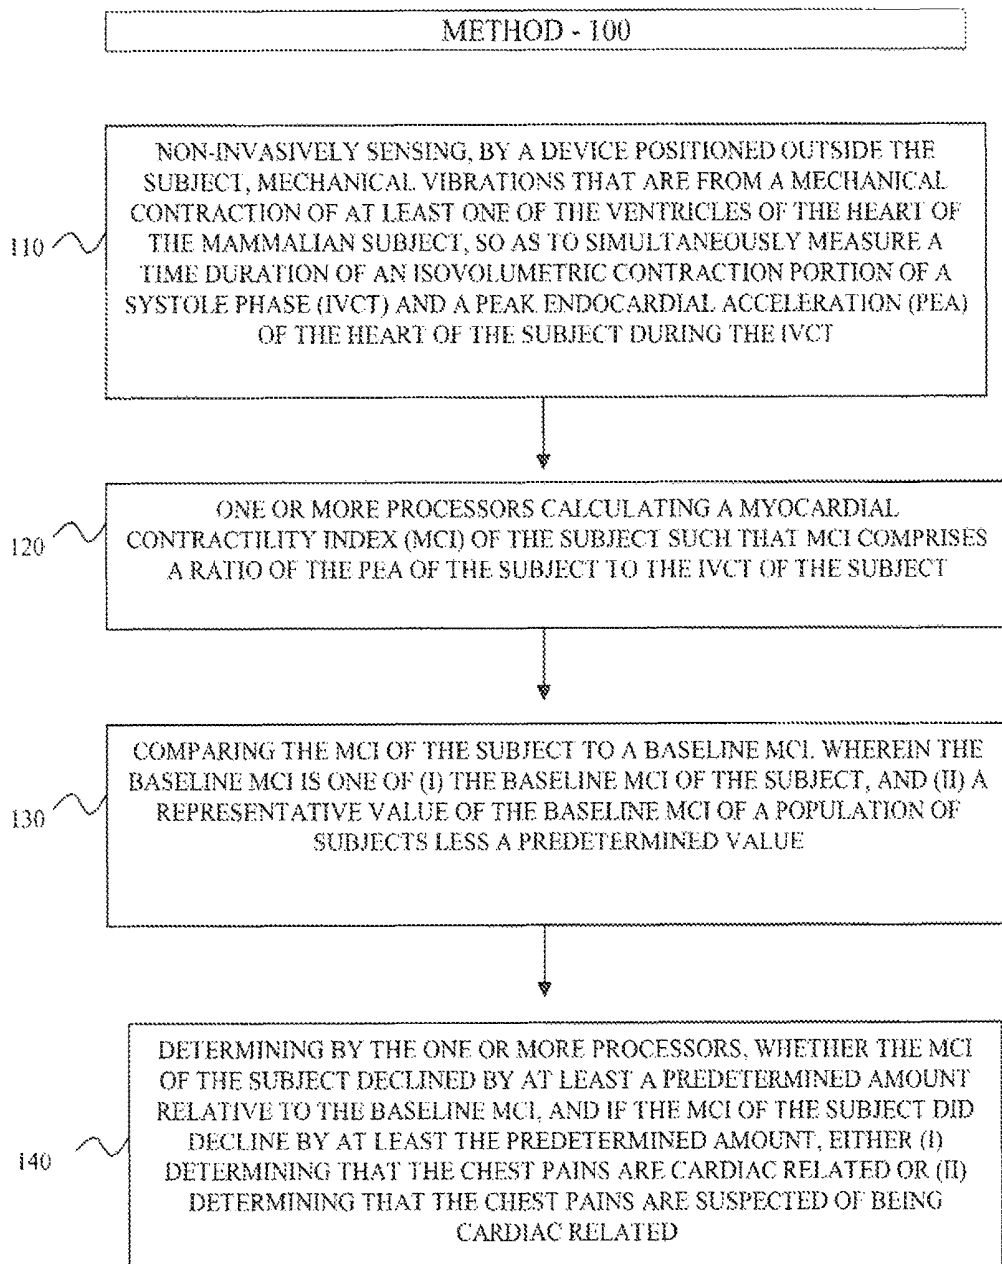 METHOD - 100
NON-INVASIVELY SENSING, BY A DEVICE POSITIONED OUTSIDE THE
SUBJECT, MECHANICAL VIBRATIONS THAT ARE FROM A MECHANICAL
CONTRACTION OF AT LEAST ONE OF THE VENTRICLES OF THE HEART OF
THE MAMMALIAN SUBJECT, SO AS TO SIMULTANEOUSLY MEASURE A
TIME DURATION OF AN ISOVOLUMETRIC CONTRACTION PORTION OF A
SYSTOLE PHASE (IVCT) AND A PEAK ENDOCARDIAL ACCELERATION (PEA)
OF THE HEART OF THE SUBJECT DURING THE IVCT
110
ONE OR MORE PROCESSORS CALCULATING A MYOCARDIAL
CONTRACTILITY INDEX (MCI) OF THE SUBJECT SUCH THAT MCI COMPRISES
A RATIO OF THE PEA OF THE SUBJECT TO THE IVCT OF THE SUBJECT
120
COMPARING THE MCI OF THE SUBJECT TO A BASELINE MCI. WHEREIN THE
BASELINE MCI IS ONE OF (I) THE BASELINE MCI OF THE SUBJECT, AND (II) A
REPRESENTATIVE VALUE OF THE BASELINE MCI OF A POPULATION OF
SUBJECTS LESS A PREDETERMINED VALUE
130
DETERMINING BY THE ONE OR MORE PROCESSORS, WHETHER THE MCI
OF THE SUBJECT DECLINED BY AT LEAST A PREDETERMINED AMOUNT
RELATIVE TO THE BASELINE MCI, AND IF THE MCI OF THE SUBJECT DID
DECLINE BY AT LEAST THE PREDETERMINED AMOUNT, EITHER (I)
DETERMINING THAT THE CHEST PAINS ARE CARDIAC RELATED OR (II)
DETERMINING THAT THE CHEST PAINS ARE SUSPECTED OF BEING
CARDIAC RELATED
140